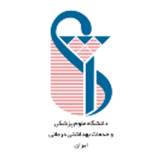 دانشگاه علوم پزشکی
و خدمات بهداشتی درمانی
ایران